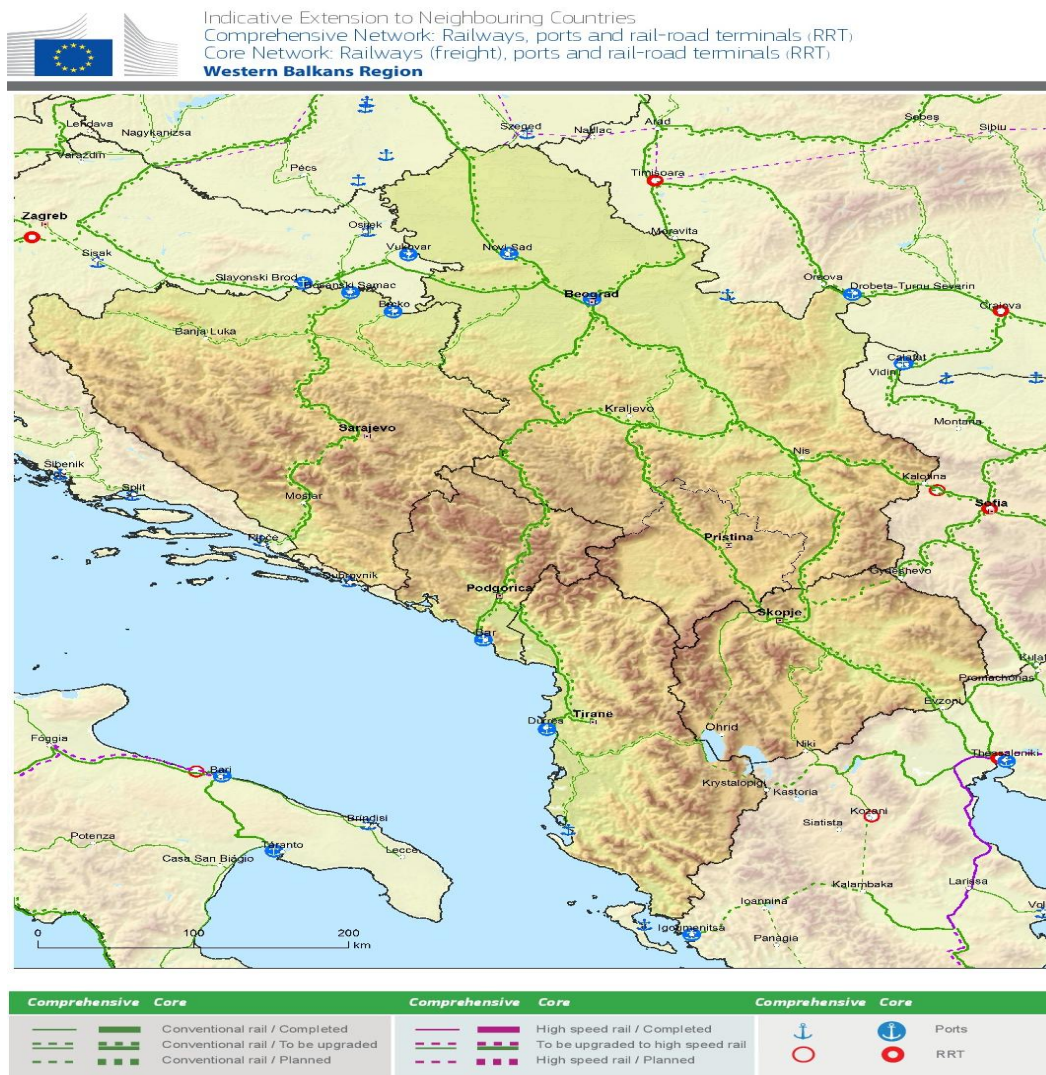 Indicative Extension to Neighbouring Countries
Comprehensive Network: Railways, ports and rail-road terminals (RRT)
Core Network: Railways (freight), ports and rail-road terminals (RRT)
Western Balkans Region
Lendava
Nagykanizsa
Varazdin
Pécs
Szeged
Nadlac
Arad
Sebes
Sibiu
Timisoara
Zagreb
Sisak
Osijek
Vukovar
Novi Sad
Moravita
Slavonski Brod
Bosanski Samac
Brcko
Beograd
Orsova
Drobeta-Turnu Severin
Craiova
Banja Luka
Calafat
Vidin
Kraljevo
Montana
Sarajevo
Nis
Kalotina
Sibenik
Split
Mostar
Sofia
Ploce
Pristina
Dubrovnik
Podgorica
Gyueshevo
Skopje
Bar
Kulata
Promachonas
Evzoni
Durres
Tiranë
Ohrid
Niki
Thessaloniki
Foggia
Bari
Krystalopigi
Kastoria
Kozani
Siatista
Brindisi
Potenza
Taranto
Lecce
Casa San Biagio
Kalambaka
Larissa
Ioannina
Vol
Igoumenitsa
Panagia
0 100 200
km
Comprehensive Core Comprehensive Core Comprehensive Core
Conventional rail / Completed High speed rail / Completed Ports
Conventional rail / To be upgraded To be upgraded to high speed rail
Conventional rail / Planned High speed rail / Planned RRT